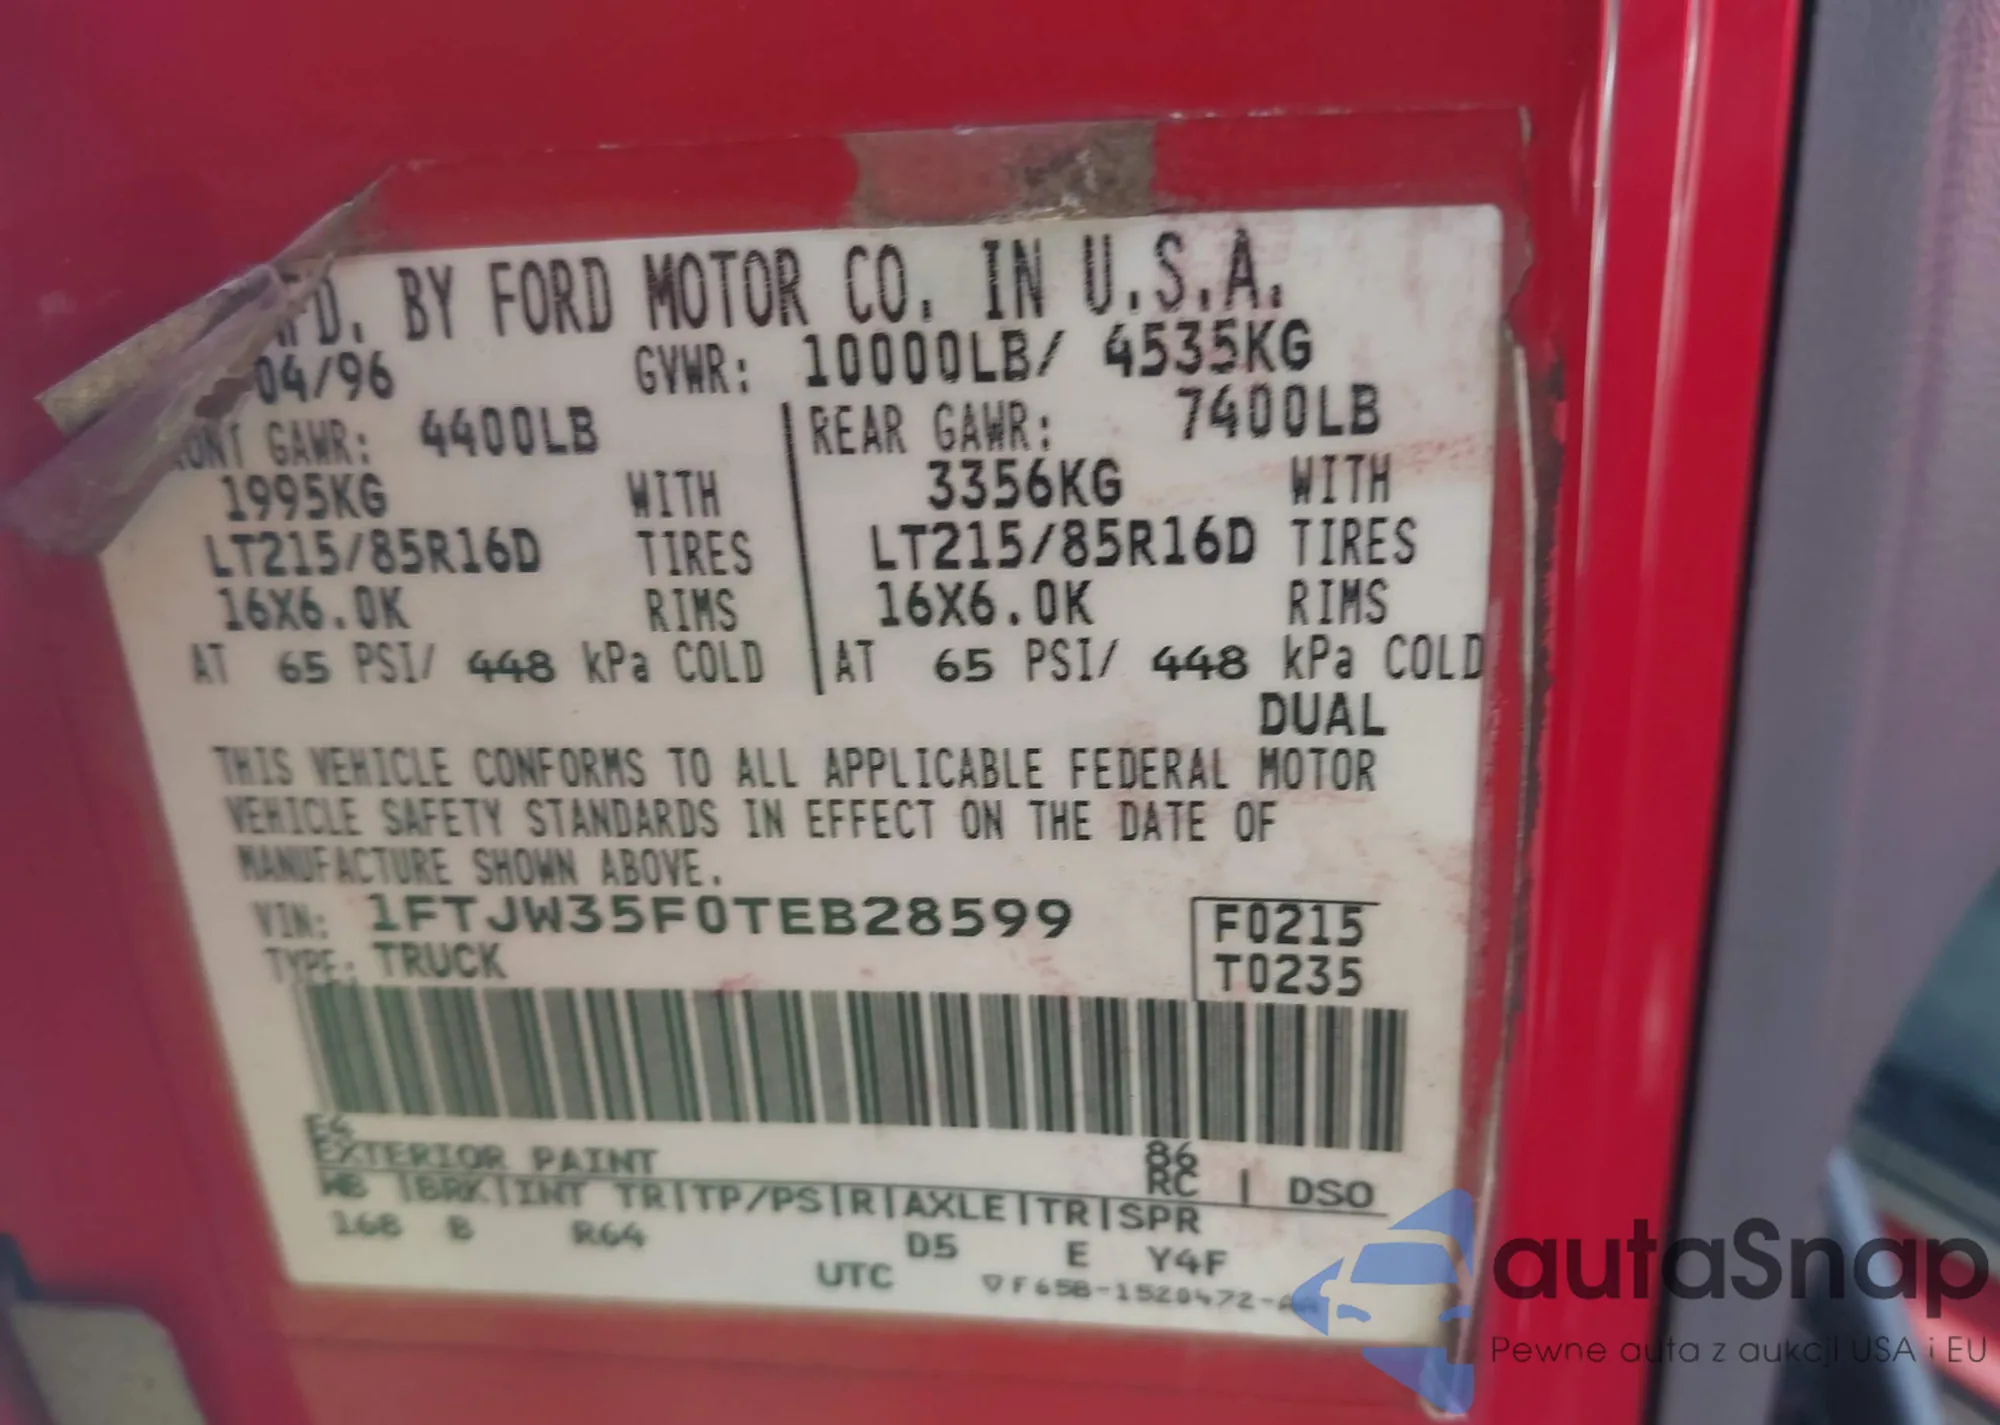 FD. BY FORD MOTOR CO. IN U.S.A.
04/96 GVWR: 10000LB/ 4535KG
ONT GAWR: 4400LB REAR GAWR: 7400LB
1995KG WITH 3356KG WITH
LT215/85R16D TIRES LT215/85R16D TIRES
16X6.0K RIMS 16X6.0K RIMS
AT 65 PSI/ 448 kPa COLD AT 65 PSI/ 448 kPa COLD
DUAL
THIS VEHICLE CONFORMS TO ALL APPLICABLE FEDERAL MOTOR
VEHICLE SAFETY STANDARDS IN EFFECT ON THE DATE OF
MANUFACTURE SHOWN ABOVE.
VIN: 1FTJW35F0TEB28599 F0215
TYPE: TRUCK T0235
E4 86
EXTERIOR PAINT RC | DSO
WB |BRK|INT TR|TP/PS|R|AXLE|TR|SPR
168 B R64 D5 E Y4F
UTC ▽F65B-1520472-AA
autaSnap
Pewne auta z aukcji USA i EU